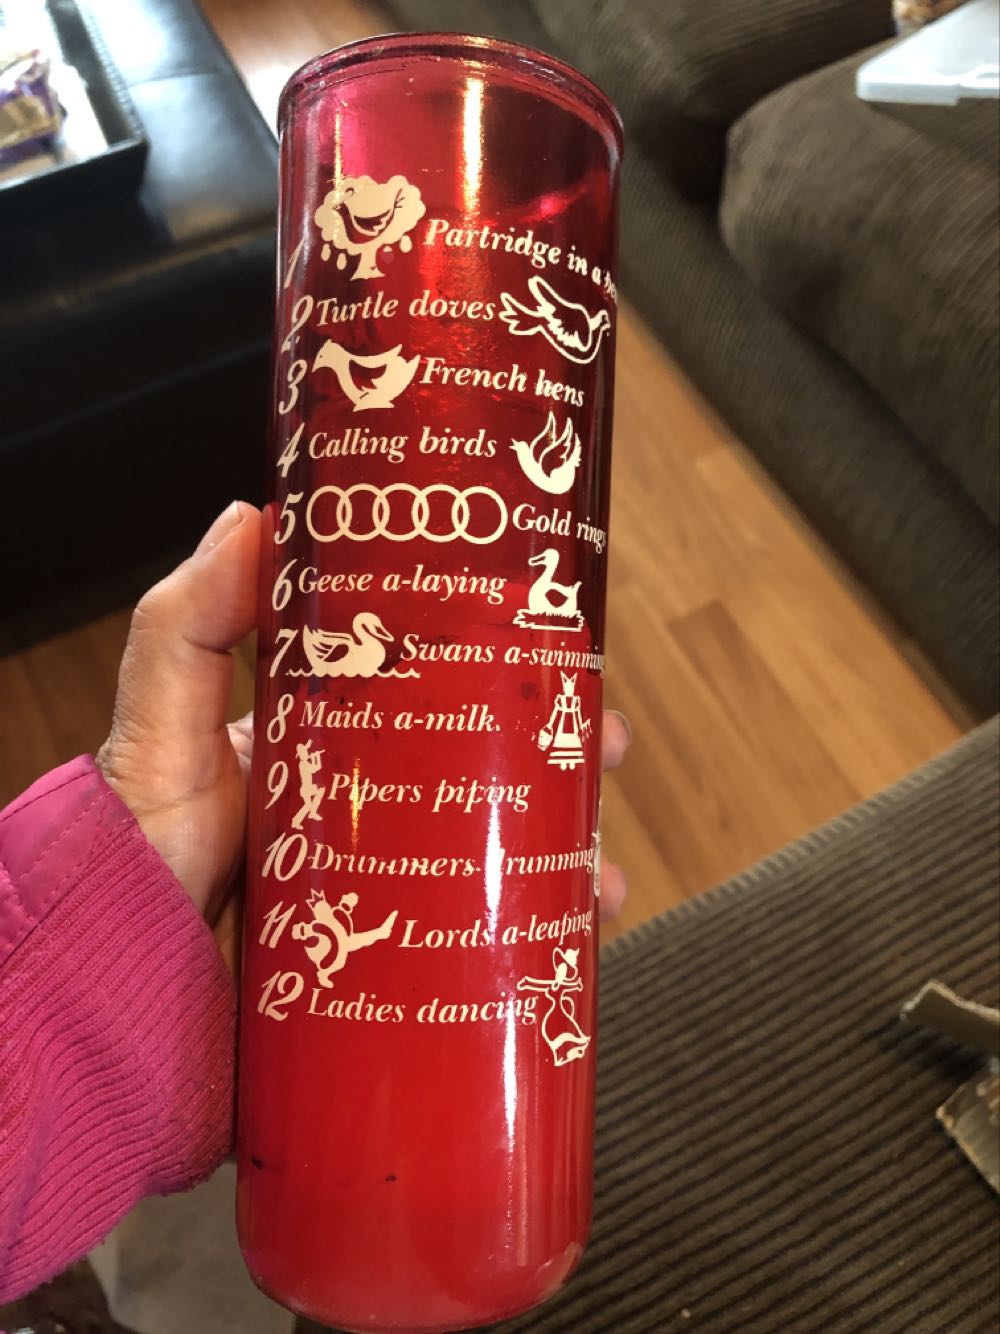 1 Partridge in a
2 Turtle doves
3 French hens
4 Calling birds
5 Gold rings
6 Geese a-laying
7 Swans a-swimming
8 Maids a-milk
9 Pipers piping
10 Drummers drumming
11 Lords a-leaping
12 Ladies dancing